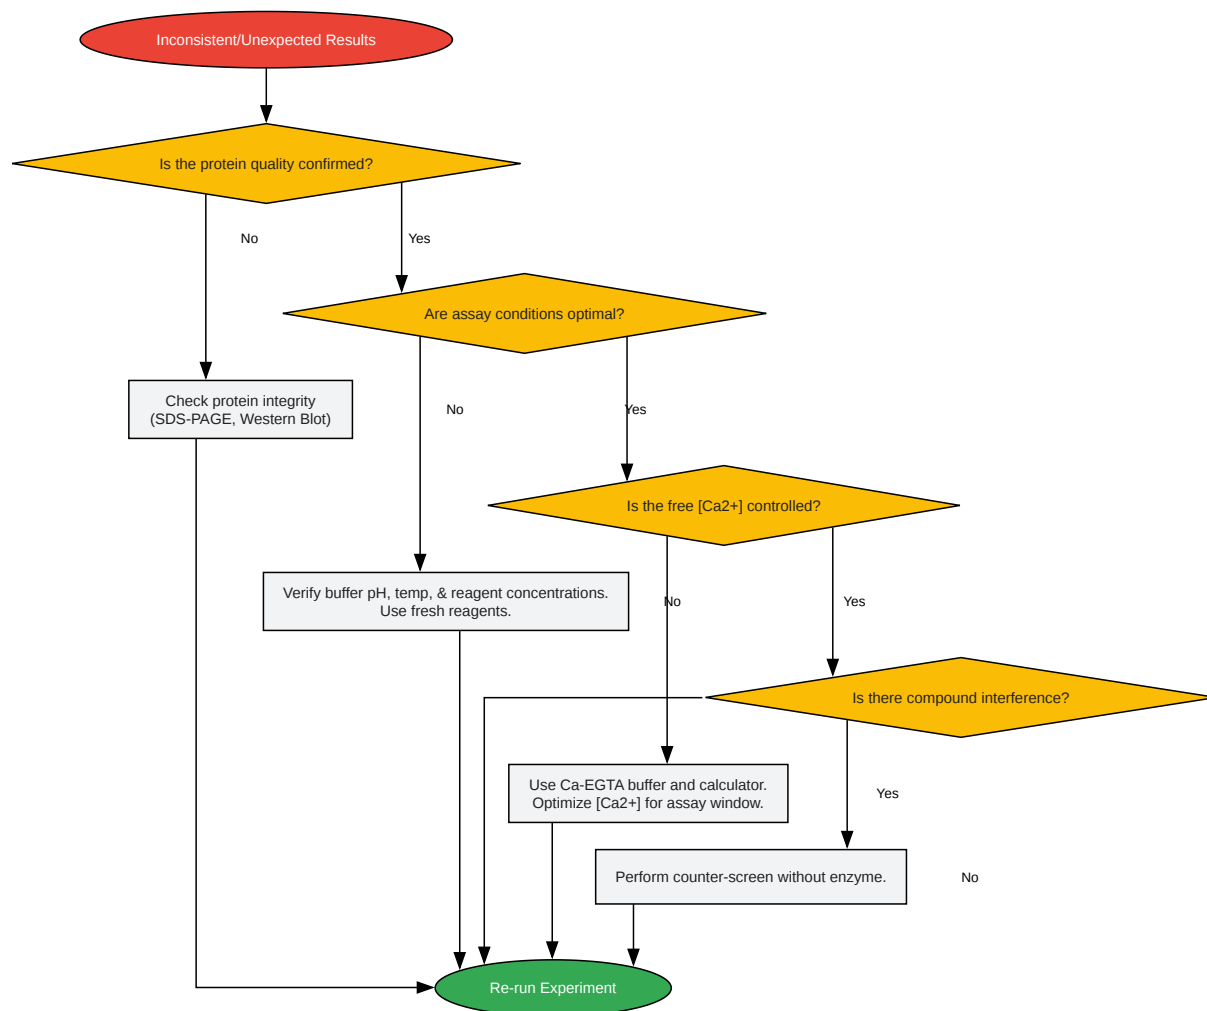 Inconsistent/Unexpected Results
Is the protein quality confirmed?
No
Yes
Are assay conditions optimal?
Check protein integrity
(SDS-PAGE, Western Blot)
No
Yes
Is the free [Ca2+] controlled?
Verify buffer pH, temp, & reagent concentrations.
Use fresh reagents.
No
Yes
Is there compound interference?
Use Ca-EGTA buffer and calculator.
Optimize [Ca2+] for assay window.
Yes
Perform counter-screen without enzyme.
No
Re-run Experiment